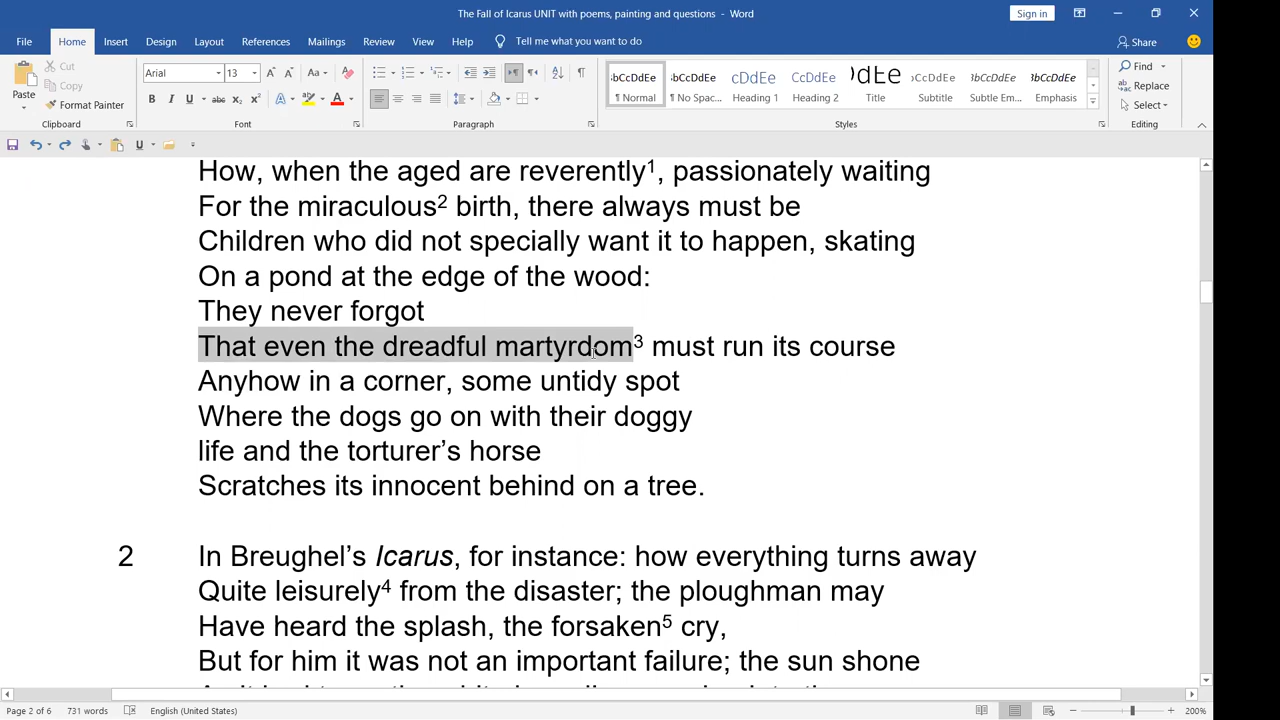 The Fall of Icarus UNIT with poems, painting and questions - Word
Sign in
File Home Insert Design Layout References Mailings Review View Help Tell me what you want to do Share
Paste
Cut
Copy
Format Painter
Clipboard
Arial 13
Font
Paragraph
AaBbCcDdEe
¶ Normal
AaBbCcDdEe
¶ No Spac...
AaBbCcDdEe
Heading 1
AaBbCcDdEe
Heading 2
AaBbCcDdEe
Title
AaBbCcDdEe
Subtitle
AaBbCcDdEe
Subtle Em...
AaBbCcDdEe
Emphasis
Styles
Find
Replace
Select
Editing
How, when the aged are reverently¹, passionately waiting
For the miraculous² birth, there always must be
Children who did not specially want it to happen, skating
On a pond at the edge of the wood:
They never forgot
That even the dreadful martyrdom³ must run its course
Anyhow in a corner, some untidy spot
Where the dogs go on with their doggy
life and the torturer’s horse
Scratches its innocent behind on a tree.
2 In Breughel’s Icarus, for instance: how everything turns away
Quite leisurely⁴ from the disaster; the ploughman may
Have heard the splash, the forsaken⁵ cry,
But for him it was not an important failure; the sun shone
Page 2 of 6 731 words English (United States) 200%